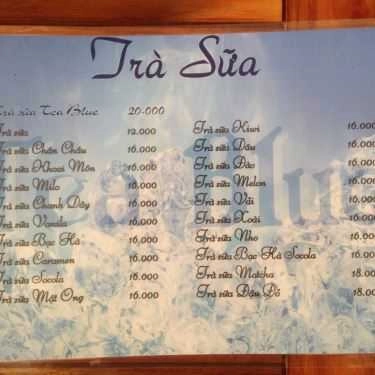 Trà Sữa
Trà sữa Tea Blue 20.000
Trà sữa 12.000
Trà sữa Chân Châu 16.000
Trà sữa Khoai Môn 16.000
Trà sữa Milo 16.000
Trà sữa Chanh Dây 16.000
Trà sữa Vanila 16.000
Trà sữa Bạc Hà 16.000
Trà sữa Caramen 16.000
Trà sữa Socola 16.000
Trà sữa Mật Ong 16.000
Trà sữa Kiwi 16.000
Trà sữa Dâu 16.000
Trà sữa Đào 16.000
Trà sữa Melon 16.000
Trà sữa Vải 16.000
Trà sữa Xoài 16.000
Trà sữa Nho 16.000
Trà sữa Bạc Hà Socola 16.000
Trà sữa Matcha 18.000
Trà sữa Đậu Đỏ 18.000